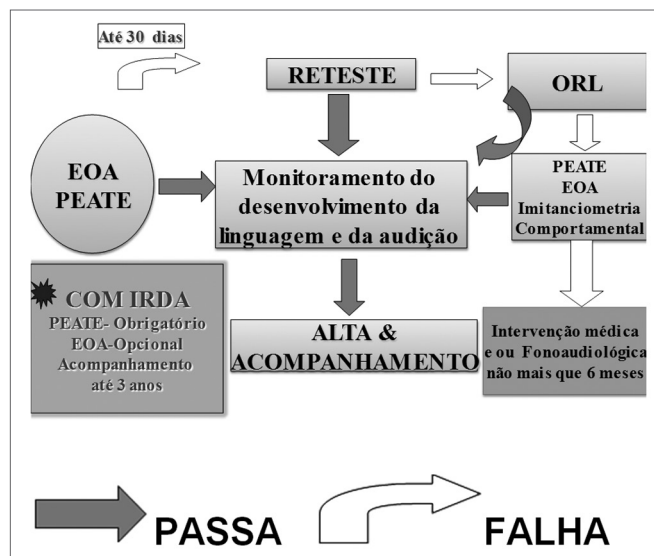 Até 30 dias
RETESTE
ORL
EOA
PEATE
Monitoramento do
desenvolvimento da
linguagem e da audição
PEATE
EOA
Imitanciometria
Comportamental
COM IRDA
PEATE- Obrigatório
EOA-Opcional
Acompanhamento
até 3 anos
ALTA &
ACOMPANHAMENTO
Intervenção médica
e ou Fonoaudiológica
não mais que 6 meses
PASSA
FALHA